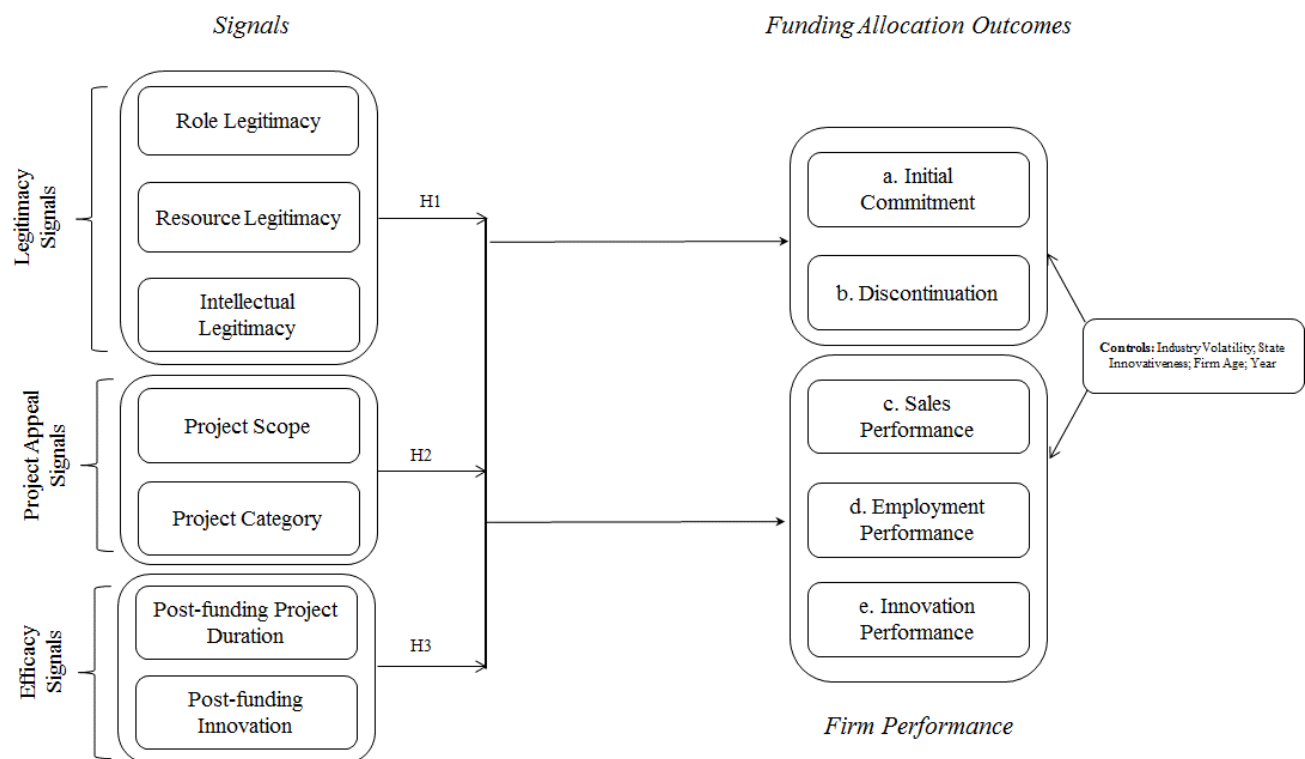 Signals
Funding Allocation Outcomes
Legitimacy
Signals
Role Legitimacy
Resource Legitimacy
Intellectual
Legitimacy
H1
a. Initial
Commitment
b. Discontinuation
Controls: Industry Volatility; State
Innovativeness; Firm Age; Year
Project Appeal
Signals
Project Scope
Project Category
H2
c. Sales
Performance
d. Employment
Performance
e. Innovation
Performance
Efficacy
Signals
Post-funding Project
Duration
Post-funding
Innovation
H3
Firm Performance